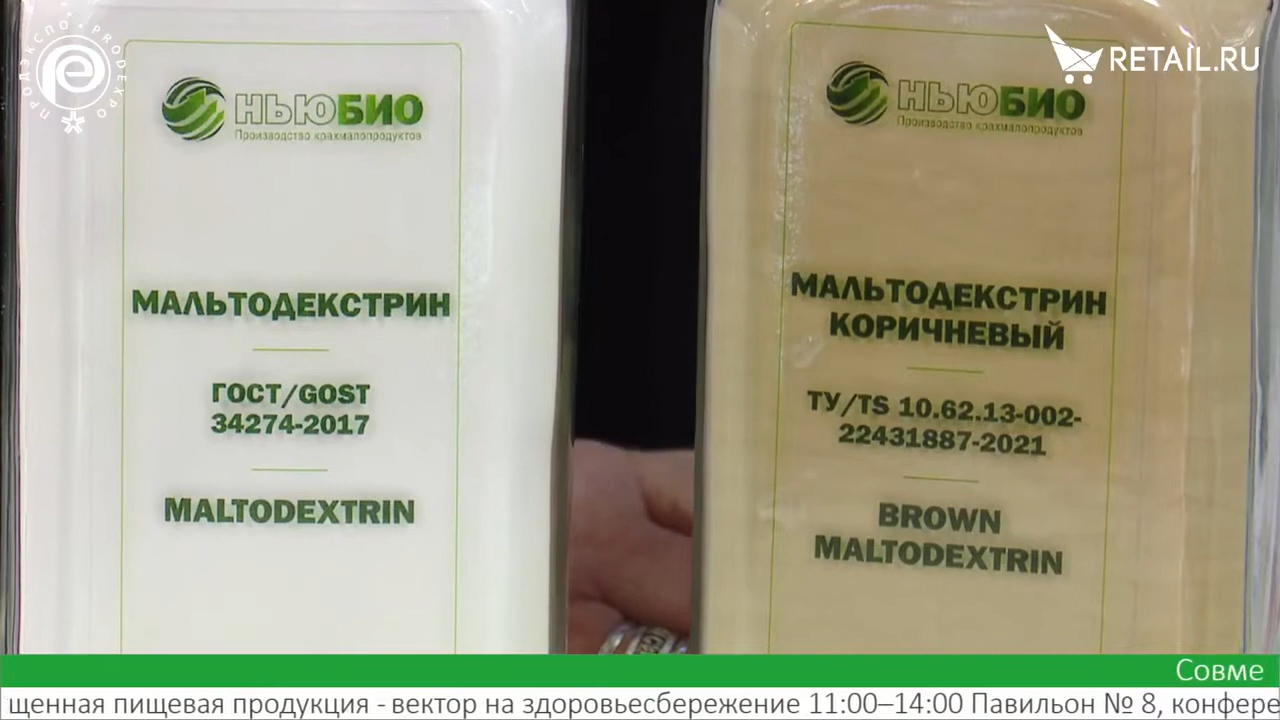 ПРОДЭКСПО • PRODEXPO
RETAIL.RU
НЬЮБИО
Производство крахмалопродуктов
МАЛЬТОДЕКСТРИН
ГОСТ/GOST
34274-2017
MALTODEXTRIN
НЬЮБИО
Производство крахмалопродуктов
МАЛЬТОДЕКСТРИН
КОРИЧНЕВЫЙ
ТУ/TS 10.62.13-002-
22431887-2021
BROWN
MALTODEXTRIN
Совме
щенная пищевая продукция - вектор на здоровьесбережение 11:00–14:00 Павильон № 8, конфере